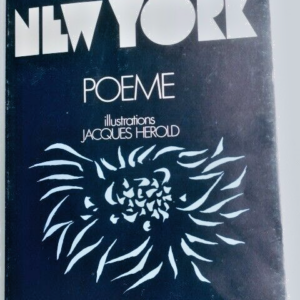 NEW YORK
POEME
illustrations
JACQUES HEROLD